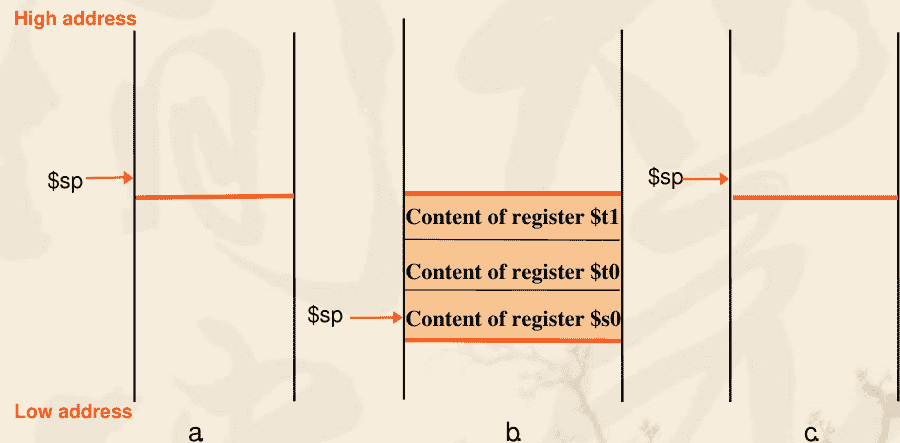 High address
$sp
$sp
Content of register $t1
Content of register $t0
$sp
Content of register $s0
Low address
a.
b.
c.